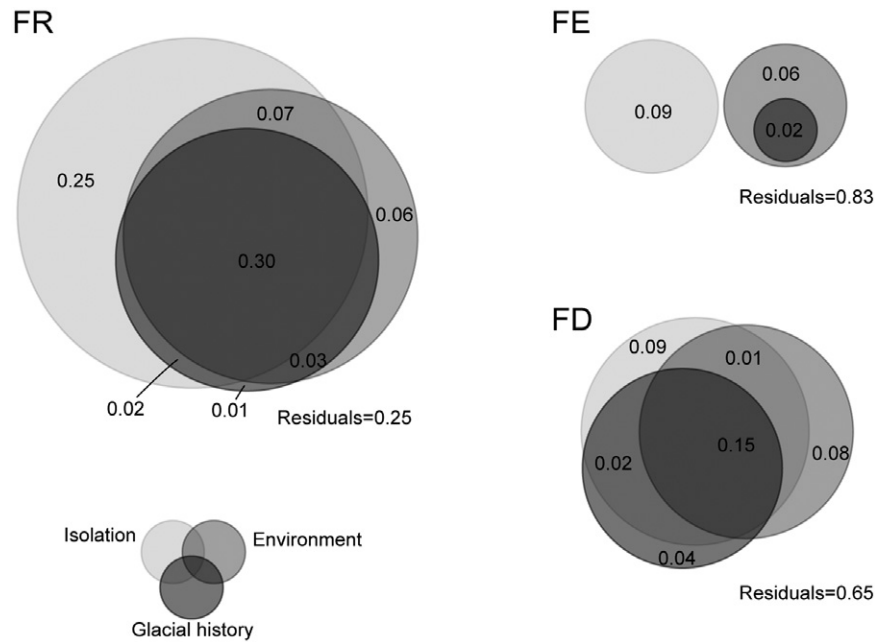 FR
0.07
0.25
0.06
0.30
0.03
0.02
0.01
Residuals=0.25
FE
0.06
0.09
0.02
Residuals=0.83
FD
0.09
0.01
0.15
0.08
0.02
0.04
Residuals=0.65
Isolation
Environment
Glacial history